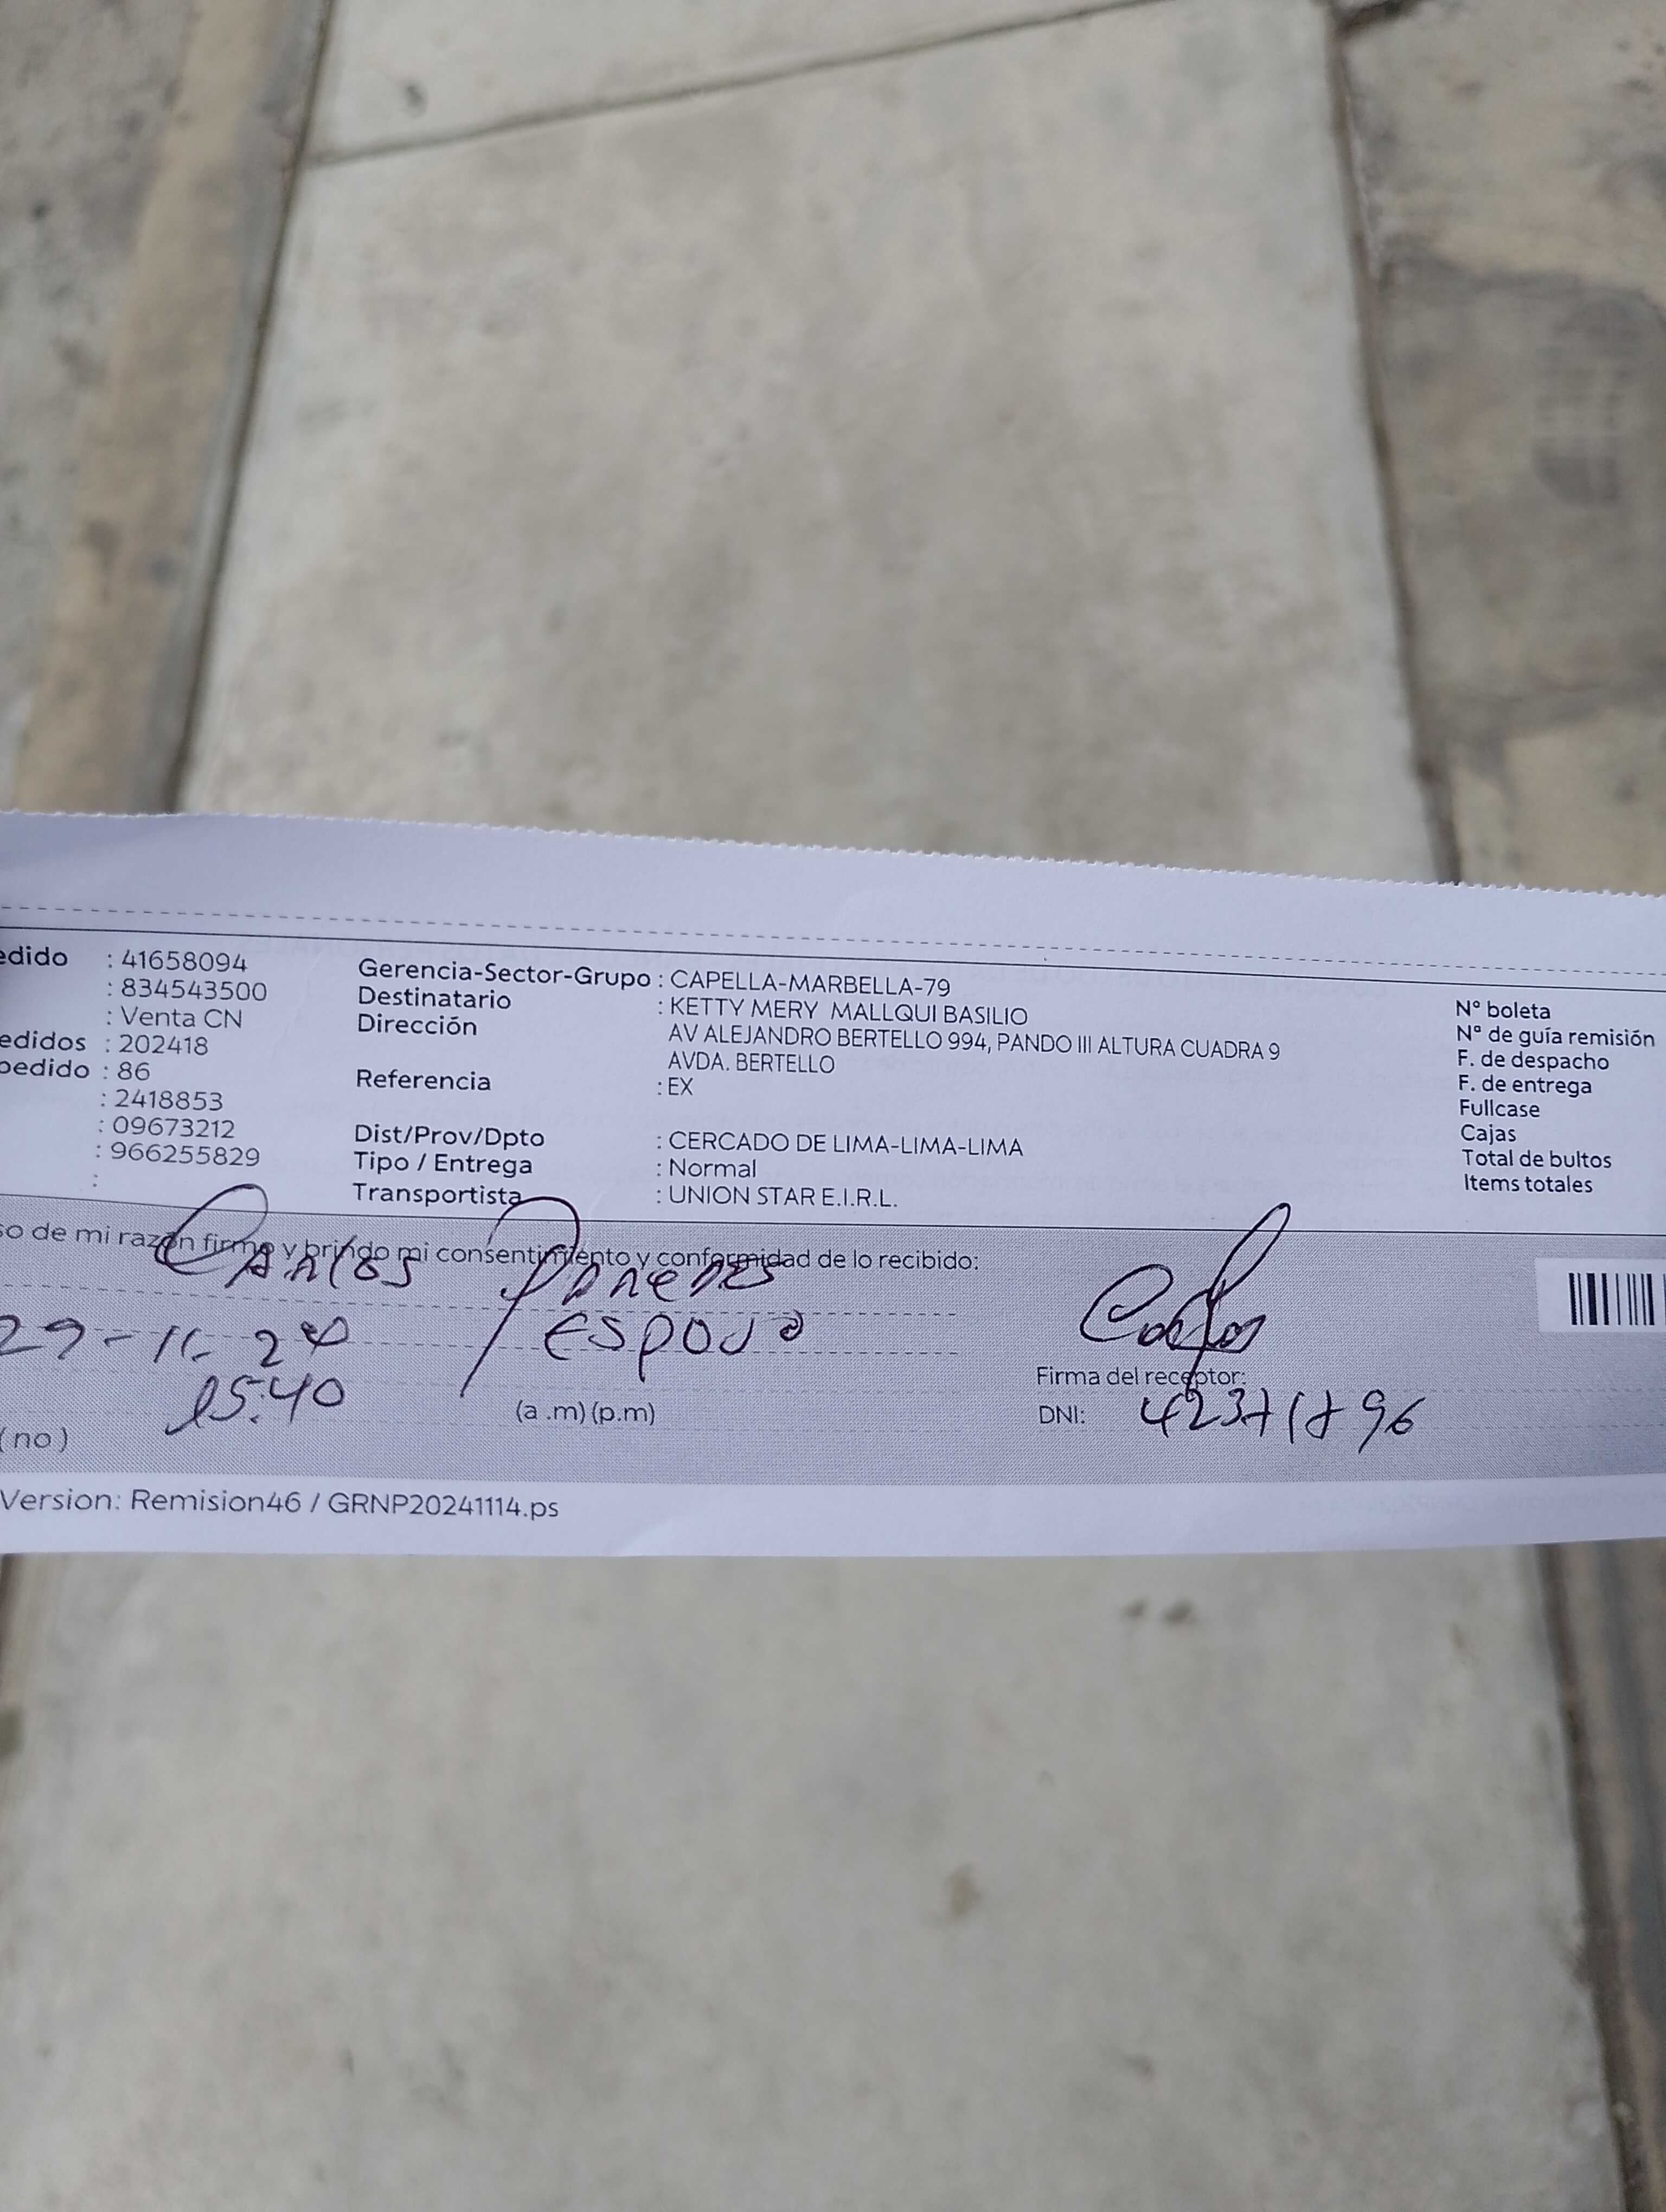 edido : 41658094
: 834543500
: Venta CN
edidos : 202418
pedido : 86
: 2418853
: 09673212
: 966255829
:
Gerencia-Sector-Grupo : CAPELLA-MARBELLA-79
Destinatario : KETTY MERY MALLQUI BASILIO
Dirección AV ALEJANDRO BERTELLO 994, PANDO III ALTURA CUADRA 9
AVDA. BERTELLO
Referencia : EX
Dist/Prov/Dpto : CERCADO DE LIMA-LIMA-LIMA
Tipo / Entrega : Normal
Transportista : UNION STAR E.I.R.L.
Nº boleta
Nº de guía remisión
F. de despacho
F. de entrega
Fullcase
Cajas
Total de bultos
Items totales
so de mi razón firmo y brindo mi consentimiento y conformidad de lo recibido:
Carlos
29-11-24 Esposo
15:40 (a .m) (p.m)
(no)
Carlos
Firma del receptor:
DNI:
Version: Remision46 / GRNP20241114.ps